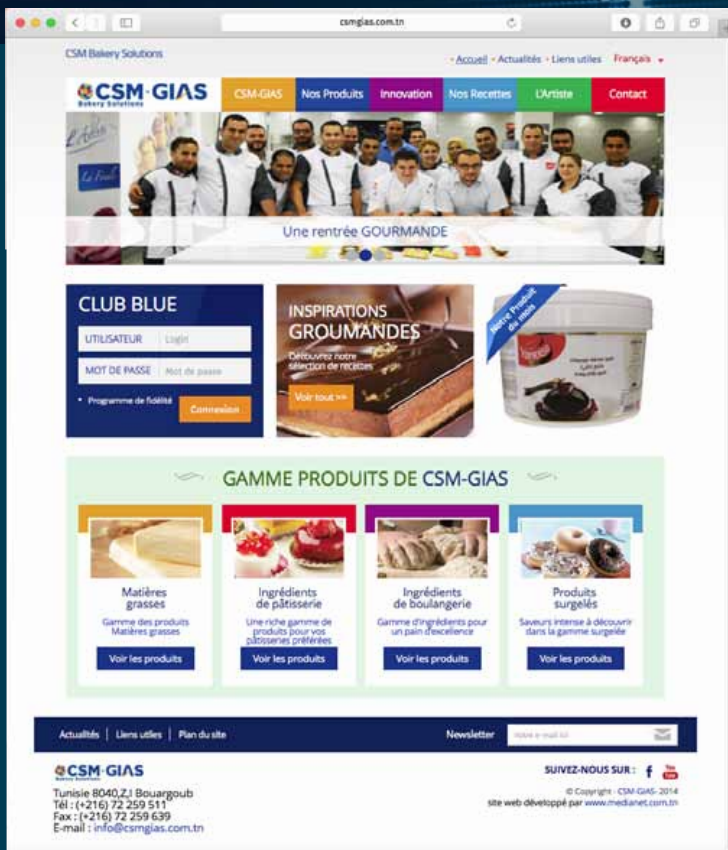 csmgias.com.tn
CSM Bakery Solutions
Accueil • Actualités • Liens utiles Français
CSM-GIAS
Bakery Solutions
CSM-GIAS Nos Produits Innovation Nos Recettes L'Artiste Contact
Une rentrée GOURMANDE
CLUB BLUE
UTILISATEUR Login
MOT DE PASSE Mot de passe
• Programme de fidélité Connexion
INSPIRATIONS
GROUMANDES
Découvrez notre
sélection de recettes
Voir tout >>
Notre Produit
du mois
GAMME PRODUITS DE CSM-GIAS
Matières
grasses
Gamme des produits
Matières grasses
Voir les produits
Ingrédients
de pâtisserie
Une riche gamme de
produits pour vos
pâtisseries préférées
Voir les produits
Ingrédients
de boulangerie
Gamme d'ingrédients pour
un pain d'excellence
Voir les produits
Produits
surgelés
Saveurs intense à découvrir
dans la gamme surgelée
Voir les produits
Actualités | Liens utiles | Plan du site Newsletter votre e-mail ici
CSM-GIAS
Bakery Solutions
Tunisie 8040,Z,I Bouargoub
Tél : (+216) 72 259 511
Fax : (+216) 72 259 639
E-mail : info@csmgias.com.tn
SUIVEZ-NOUS SUR : f You Tube
© Copyright - CSM-GIAS- 2014
site web développé par www.medianet.com.tn